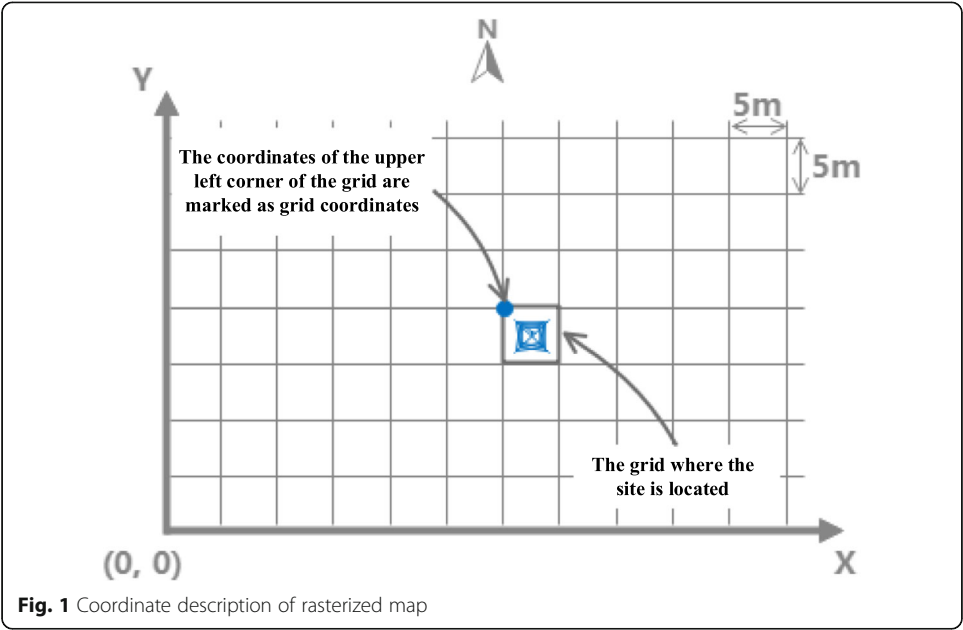 N
Y
5m
5m
The coordinates of the upper
left corner of the grid are
marked as grid coordinates
The grid where the
site is located
(0, 0)
X
Fig. 1 Coordinate description of rasterized map